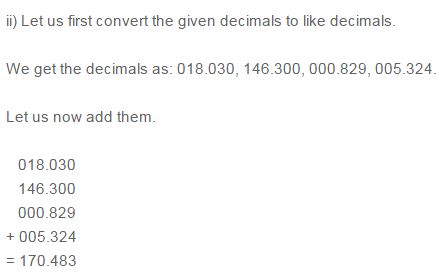 ii) Let us first convert the given decimals to like decimals.
We get the decimals as: 018.030, 146.300, 000.829, 005.324.
Let us now add them.
018.030
146.300
000.829
+ 005.324
= 170.483